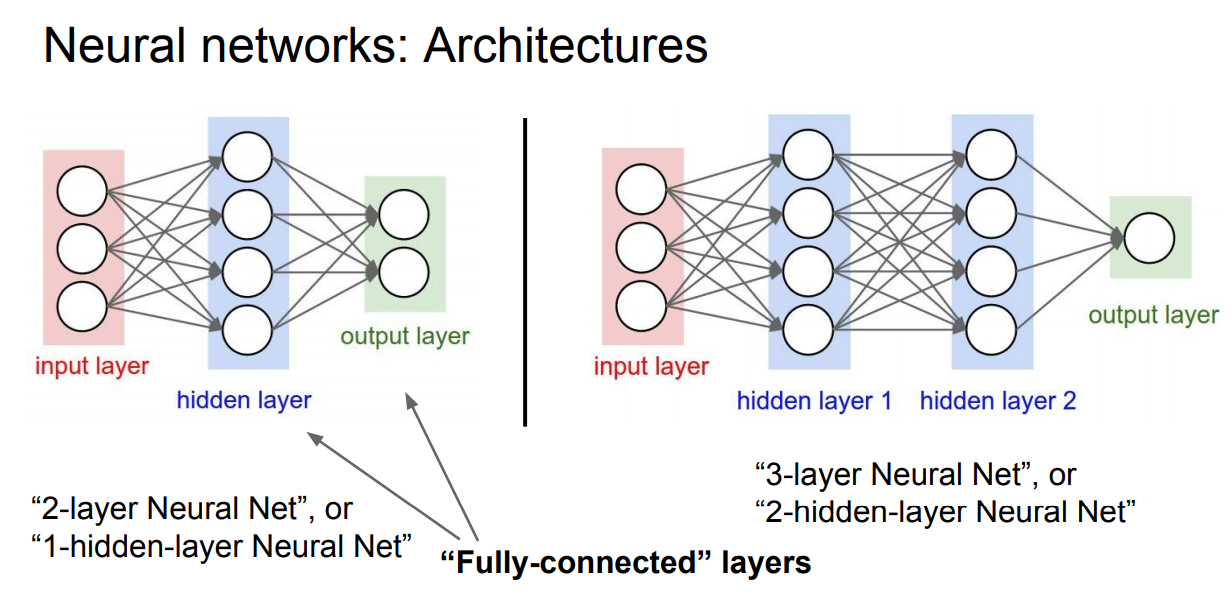 Neural networks: Architectures
input layer
hidden layer
output layer
“2-layer Neural Net”, or
“1-hidden-layer Neural Net”
“Fully-connected” layers
input layer
hidden layer 1
hidden layer 2
output layer
“3-layer Neural Net”, or
“2-hidden-layer Neural Net”